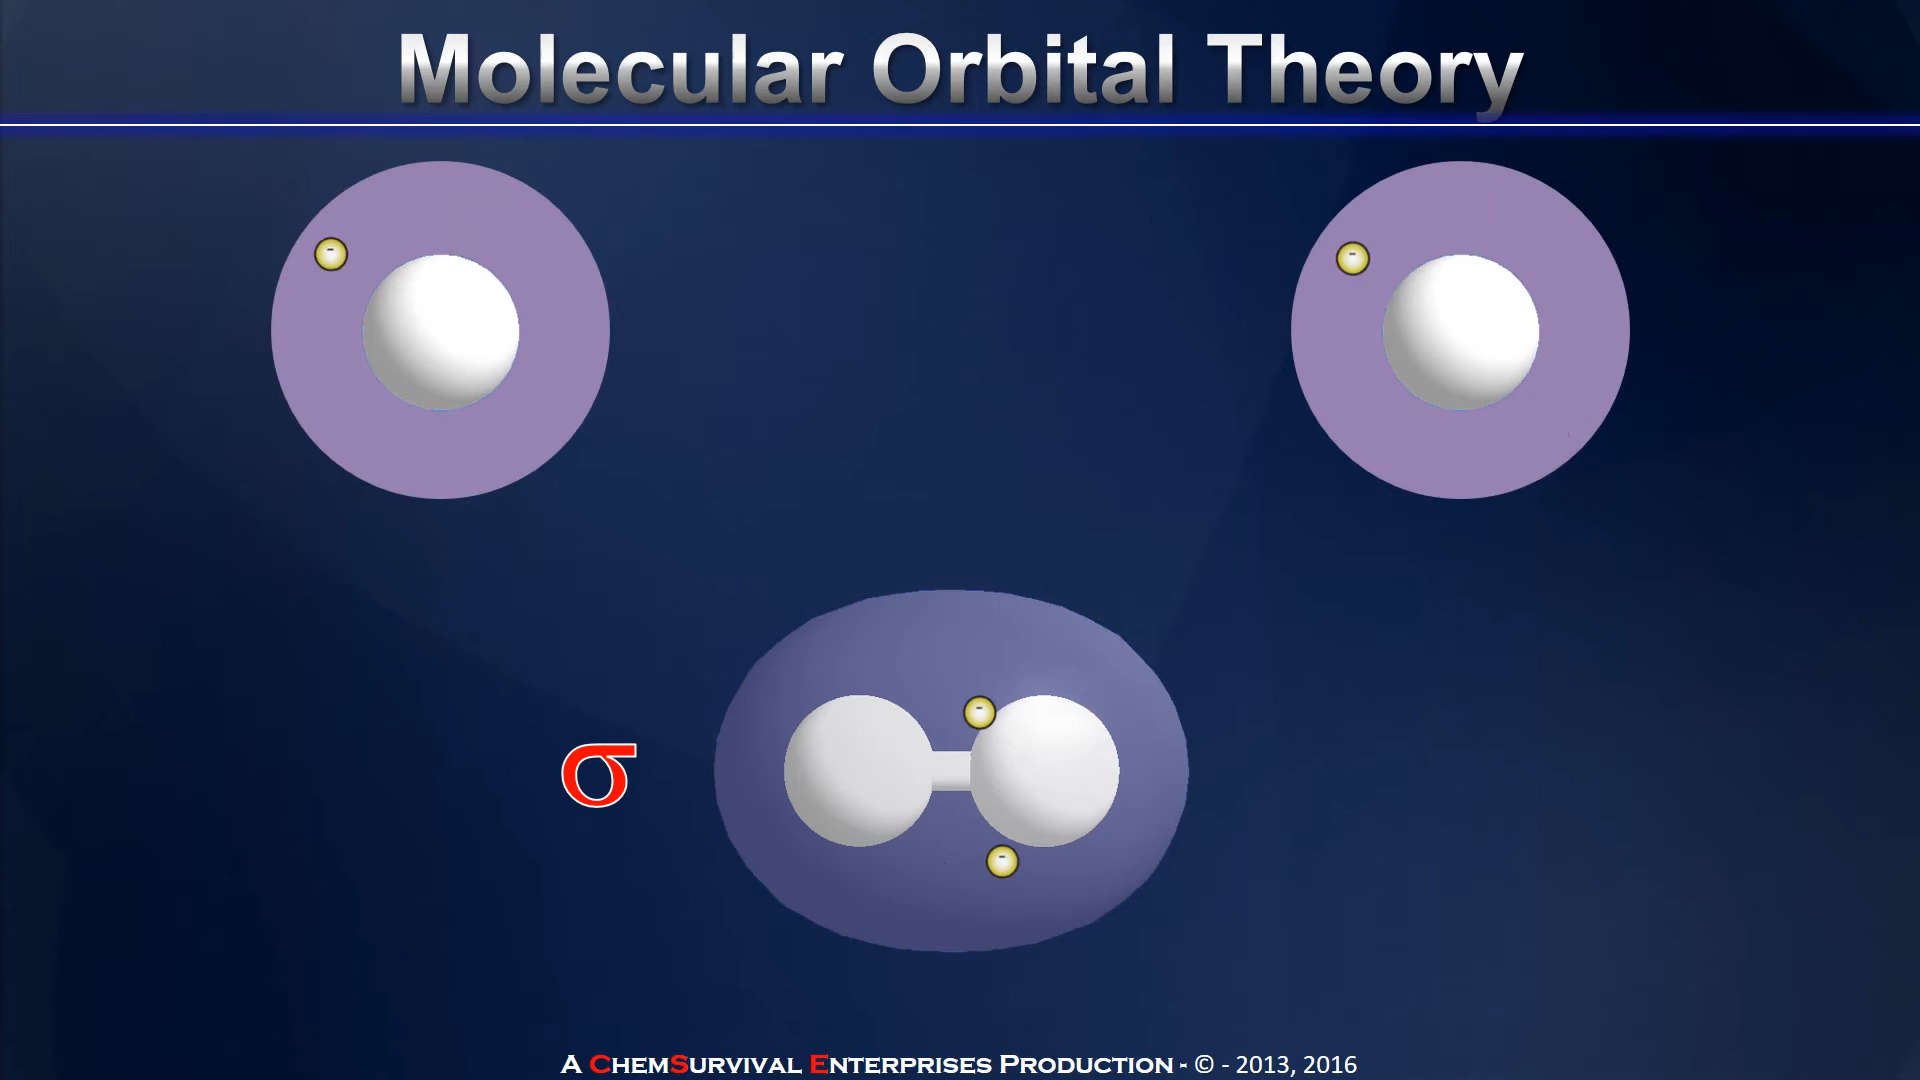 Molecular Orbital Theory
-
-
-
σ
-
A ChemSurvival Enterprises Production - © - 2013, 2016